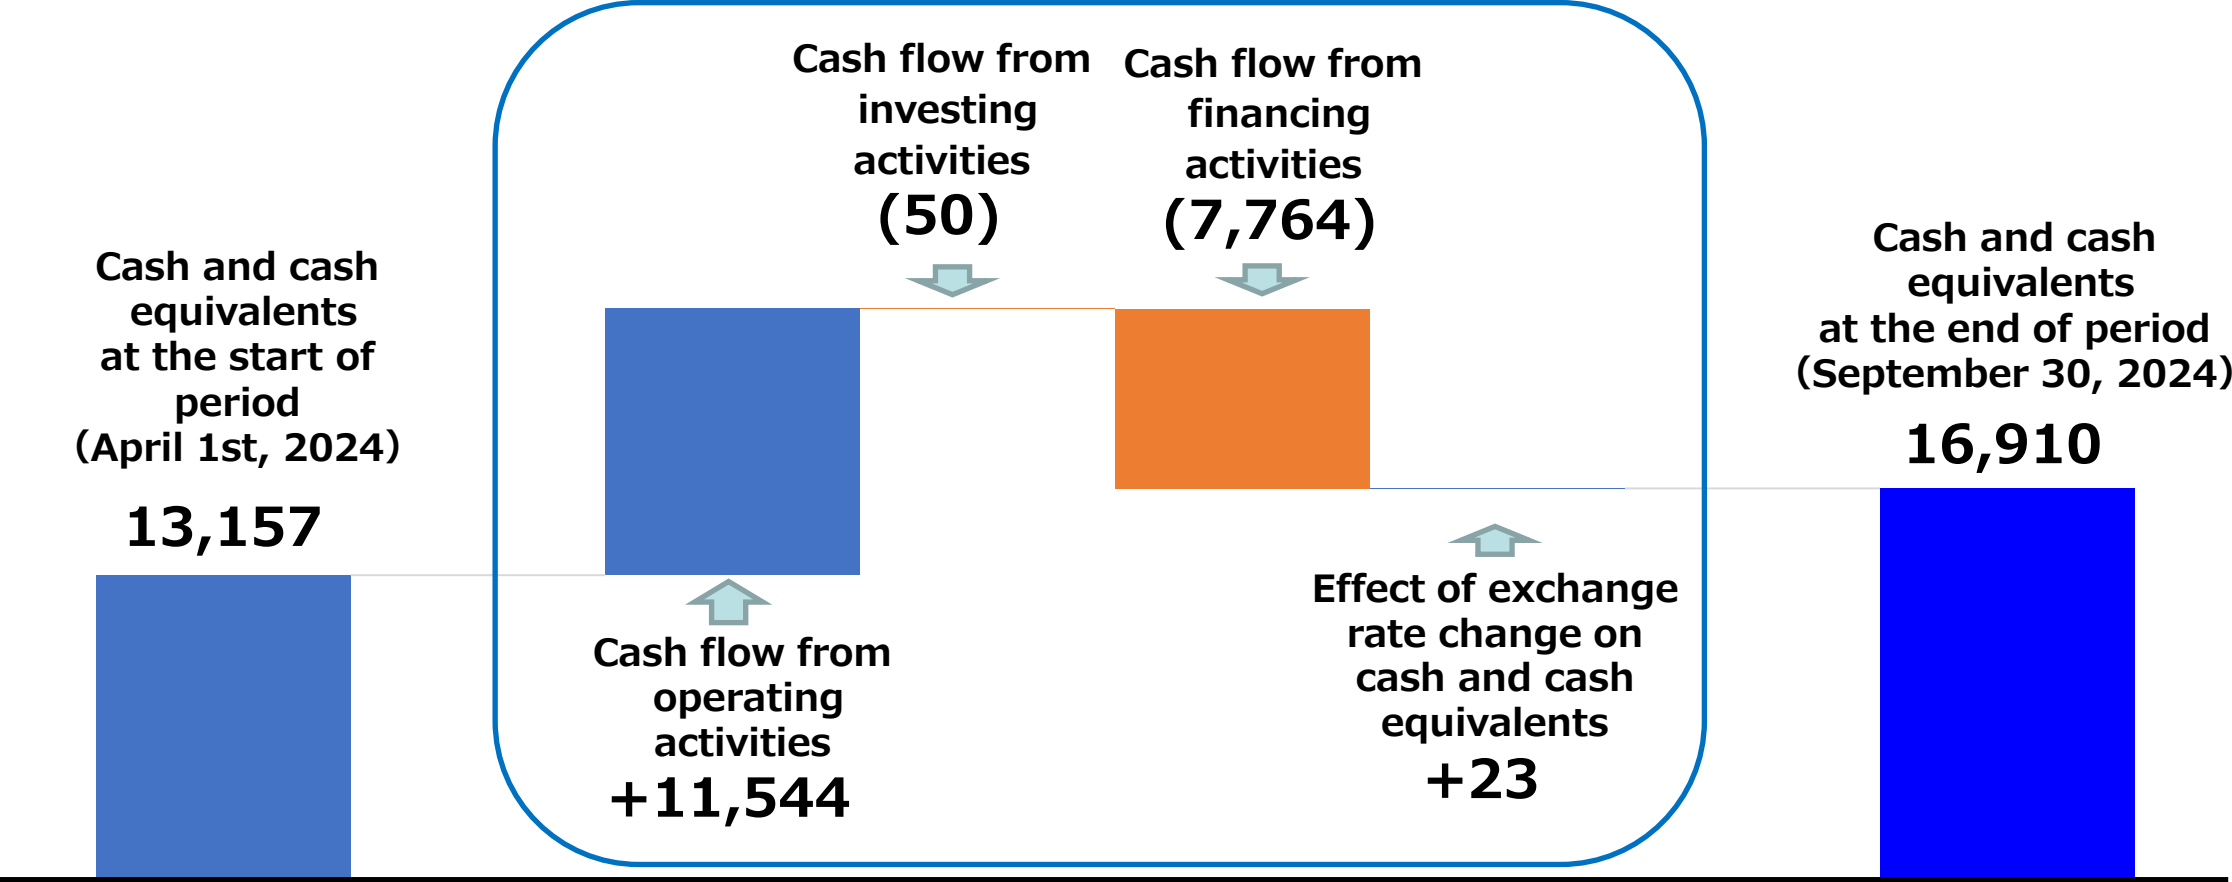 Cash and cash
equivalents
at the start of
period
(April 1st, 2024)
13,157
Cash flow from
operating
activities
+11,544
Cash flow from
investing
activities
(50)
Cash flow from
financing
activities
(7,764)
Effect of exchange
rate change on
cash and cash
equivalents
+23
Cash and cash
equivalents
at the end of period
(September 30, 2024)
16,910